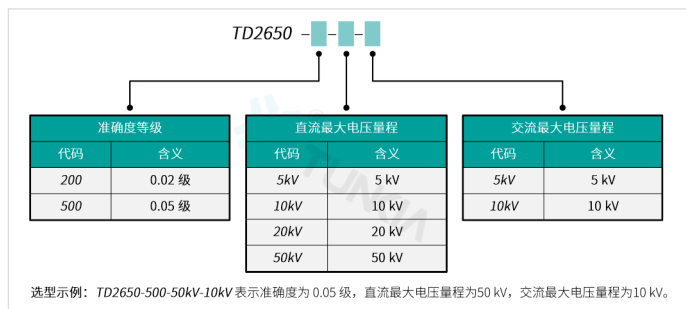 TD2650 - - -
准确度等级
代码 含义
200 0.02 级
500 0.05 级
直流最大电压量程
代码 含义
5kV 5 kV
10kV 10 kV
20kV 20 kV
50kV 50 kV
交流最大电压量程
代码 含义
5kV 5 kV
10kV 10 kV
TUNKIA
选型示例：TD2650-500-50kV-10kV 表示准确度为 0.05 级，直流最大电压量程为50 kV，交流最大电压量程为10 kV。